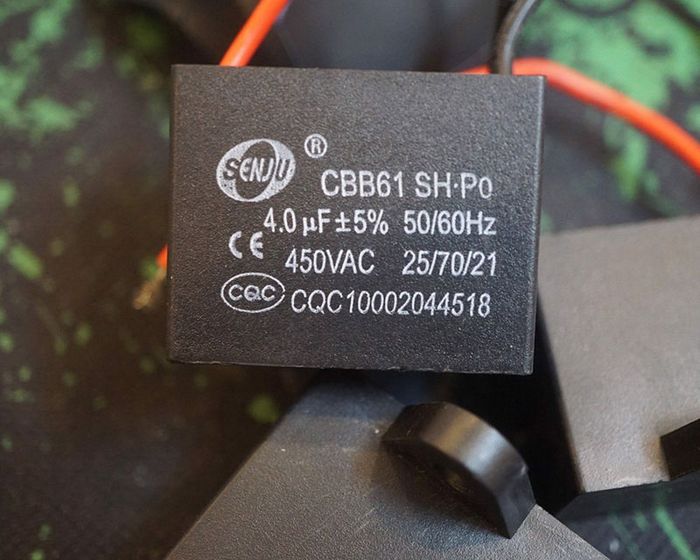 SENJU ®
CBB61 SH·P0
4.0 µF±5% 50/60Hz
CE
450VAC 25/70/21
CQC CQC10002044518